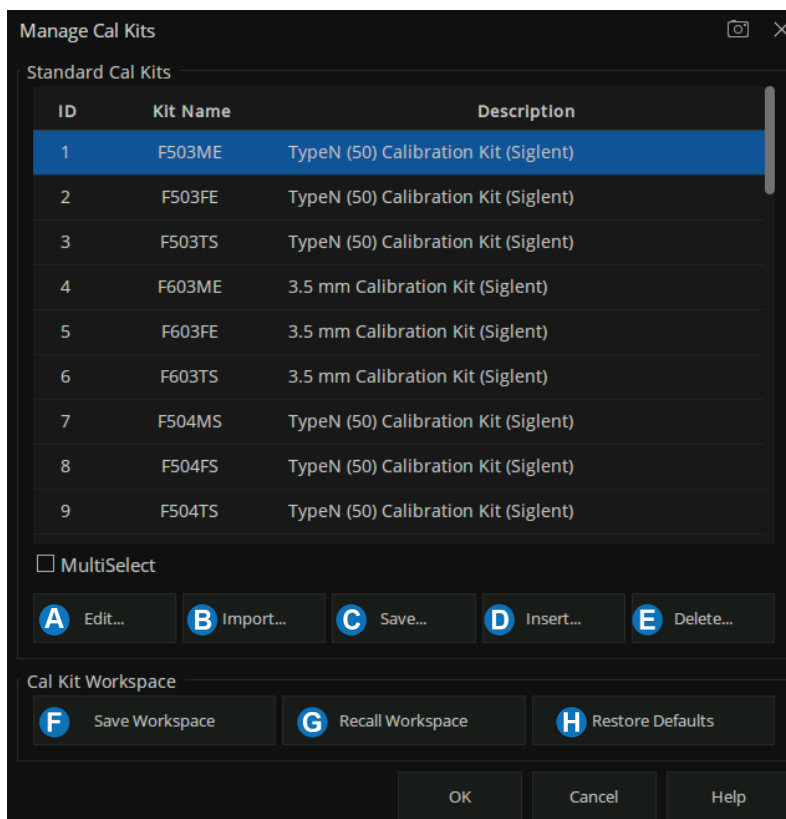 Manage Cal Kits
Standard Cal Kits
ID Kit Name Description
1 F503ME TypeN (50) Calibration Kit (Siglent)
2 F503FE TypeN (50) Calibration Kit (Siglent)
3 F503TS TypeN (50) Calibration Kit (Siglent)
4 F603ME 3.5 mm Calibration Kit (Siglent)
5 F603FE 3.5 mm Calibration Kit (Siglent)
6 F603TS 3.5 mm Calibration Kit (Siglent)
7 F504MS TypeN (50) Calibration Kit (Siglent)
8 F504FS TypeN (50) Calibration Kit (Siglent)
9 F504TS TypeN (50) Calibration Kit (Siglent)
MultiSelect
A Edit... B Import... C Save... D Insert... E Delete...
Cal Kit Workspace
F Save Workspace G Recall Workspace H Restore Defaults
OK Cancel Help